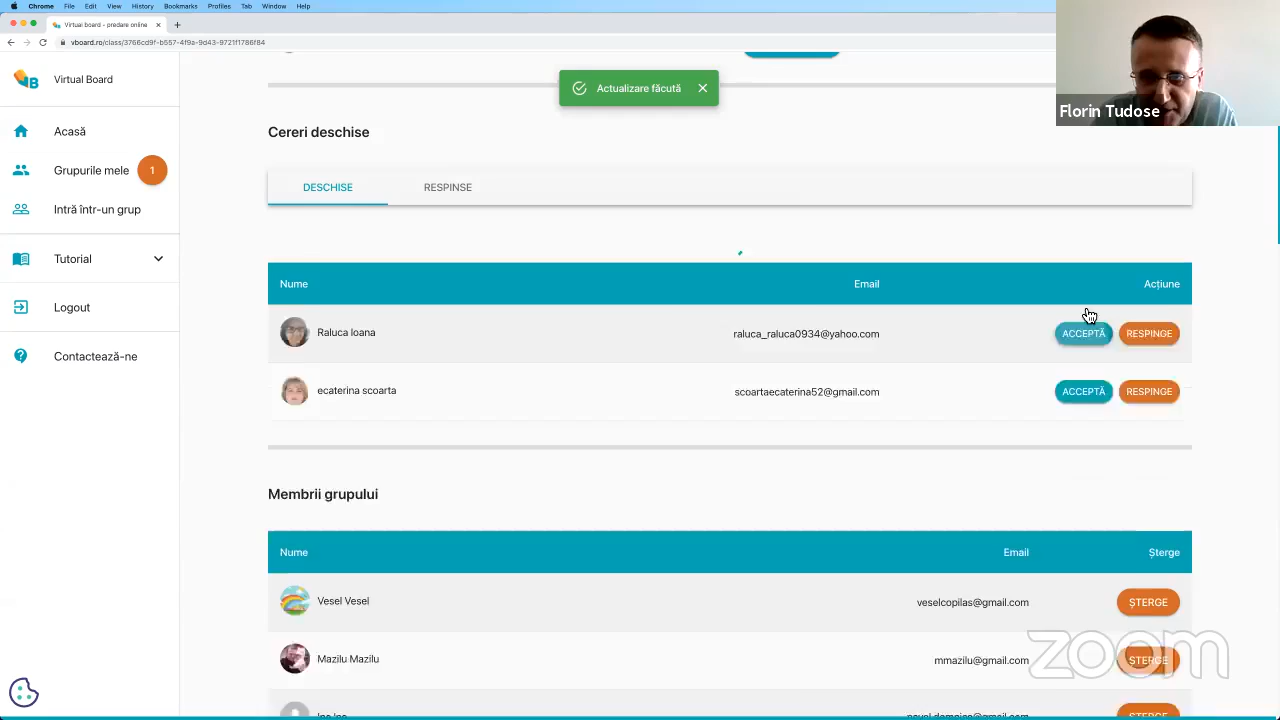 Chrome File Edit View History Bookmarks Profiles Tab Window Help
Virtual board - predare online
vboard.ro/class/3766cd9f-b557-4f9a-9d43-9721f1786f84
Virtual Board
Acasă
Grupurile mele 1
Intră într-un grup
Tutorial
Logout
Contactează-ne
Actualizare făcută
Cereri deschise
DESCHISE RESPINSE
Nume Email Acțiune
Raluca Ioana raluca_raluca0934@yahoo.com ACCEPTĂ RESPINGE
ecaterina scoarta scoartaecaterina52@gmail.com ACCEPTĂ RESPINGE
Membrii grupului
Nume Email Șterge
Vesel Vesel veselcopilas@gmail.com ȘTERGE
Mazilu Mazilu mmazilu@gmail.com ȘTERGE
Florin Tudose
zoom